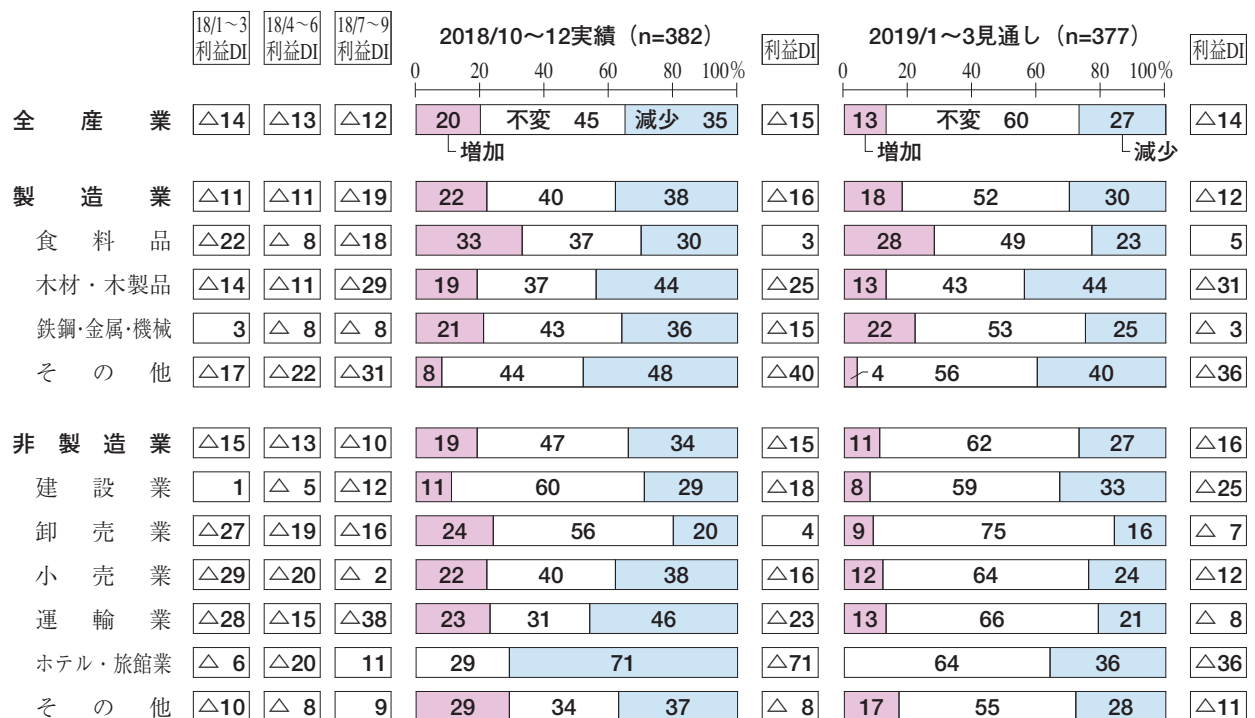 18/1～3 利益DI 18/4～6 利益DI 18/7～9 利益DI 2018/10～12実績（n=382） 利益DI 2019/1～3見通し（n=377） 利益DI
0 20 40 60 80 100% 0 20 40 60 80 100%
全産業 △14 △13 △12 20 不変 45 減少 35 △15 13 不変 60 27 △14
増加 増加 減少
製造業 △11 △11 △19 22 40 38 △16 18 52 30 △12
食料品 △22 △ 8 △18 33 37 30 3 28 49 23 5
木材・木製品 △14 △11 △29 19 37 44 △25 13 43 44 △31
鉄鋼・金属・機械 3 △ 8 △ 8 21 43 36 △15 22 53 25 △ 3
その他 △17 △22 △31 8 44 48 △40 4 56 40 △36
非製造業 △15 △13 △10 19 47 34 △15 11 62 27 △16
建設業 1 △ 5 △12 11 60 29 △18 8 59 33 △25
卸売業 △27 △19 △16 24 56 20 4 9 75 16 △ 7
小売業 △29 △20 △ 2 22 40 38 △16 12 64 24 △12
運輸業 △28 △15 △38 23 31 46 △23 13 66 21 △ 8
ホテル・旅館業 △ 6 △20 11 29 71 △71 64 36 △36
その他 △10 △ 8 9 29 34 37 △ 8 17 55 28 △11